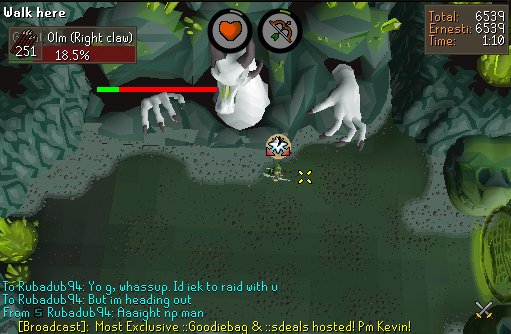 Walk here
Total: 6539
Ernesti: 6539
Time: 1:10
Olm (Right claw)
251
18.5%
To Rubadub94: Yo g, whassup. Id iek to raid with u
To Rubadub94: But im heading out
From S Rubadub94: Aaaight np man
[Broadcast]: Most Exclusive ::Goodiebag & ::sdeals hosted! Pm Kevin!